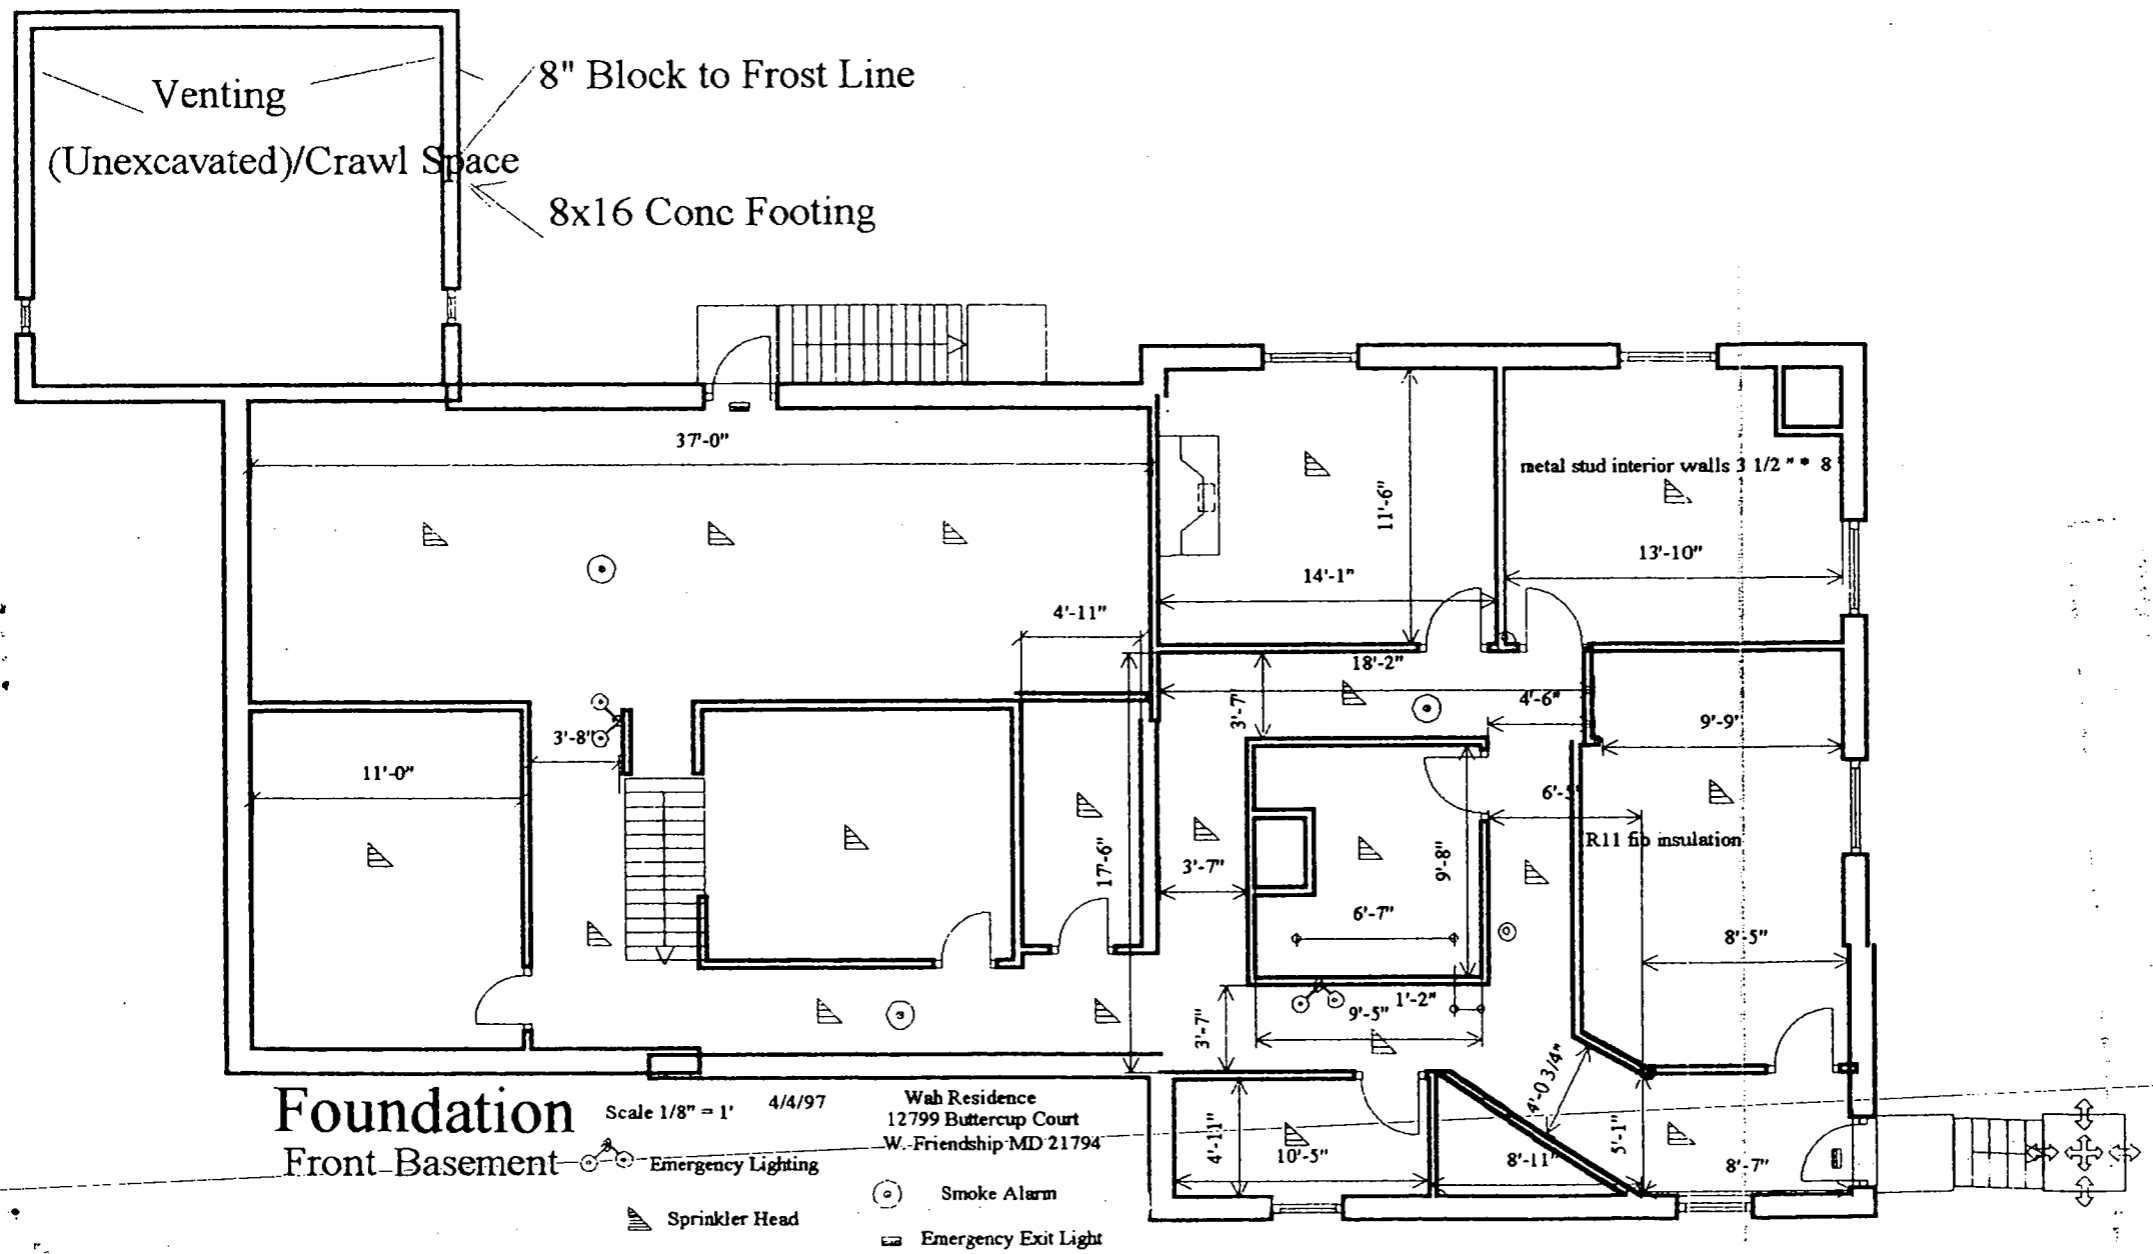 8" Block to Frost Line
Venting
(Unexcavated)/Crawl Space
8x16 Conc Footing
37'-0"
metal stud interior walls 3 1/2 " * 8
11'-6"
13'-10"
14'-1"
4'-11"
18'-2"
3'-7"
4'-6"
9'-9"
3'-8"
11'-0"
6'-5"
R11 fib insulation
17'-6"
3'-7"
9'-8"
6'-7"
8'-5"
1'-2"
9'-5"
3'-7"
4'-0 3/4"
4'-11"
10'-5"
8'-11"
5'-1"
8'-7"
Foundation
Scale 1/8" = 1'
4/4/97
Wah Residence
12799 Buttercup Court
W. Friendship MD 21794
Front Basement
Emergency Lighting
Smoke Alarm
Sprinkler Head
Emergency Exit Light